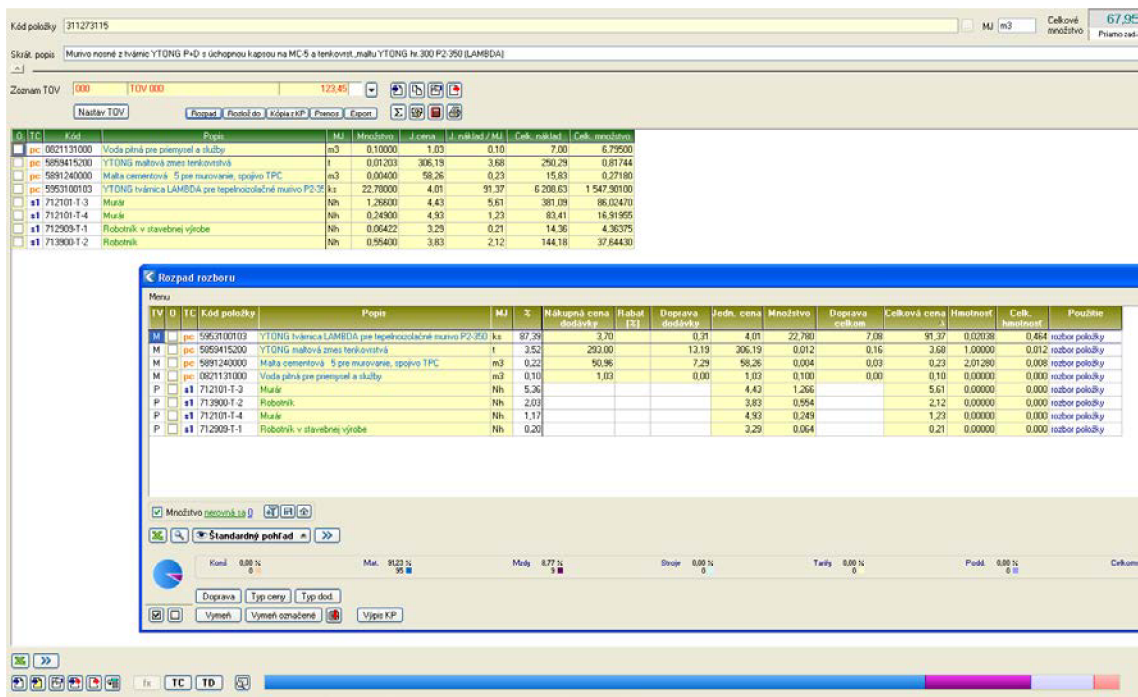 Kód položky 311273115 MJ m3 Celkové množstvo 67,95
Priamo zad
Skrát. popis Murivo nosné z tvárnic YTONG P+D s úchopnou kapsou na MC-5 a tenkovrst.,maltu YTONG hr.300 P2-350 (LAMBDA)
Zoznam TOV 000 TOV 000 123,45
Nastav TOV Rozpad Rozlož do Kópia z KP Prenos Export
O TC Kód Popis MJ Množstvo J.cena J. náklad / MJ Celk. náklad Celk. množstvo
pc 0821131000 Voda pitná pre priemysel a služby m3 0,10000 1,03 0,10 7,00 6,79500
pc 5859415200 YTONG maltová zmes tenkovrstvá t 0,01203 306,19 3,68 250,29 0,81744
pc 5891240000 Malta cementová 5 pre murovanie, spojivo TPC m3 0,00400 58,26 0,23 15,83 0,27180
pc 5953100103 YTONG tvárnica LAMBDA pre tepelnoizolačné murivo P2-35 ks 22,78000 4,01 91,37 6 208,63 1 547,90100
s1 712101-T-3 Murár Nh 1,26600 4,43 5,61 381,09 86,02470
s1 712101-T-4 Murár Nh 0,24900 4,93 1,23 83,41 16,91955
s1 712909-T-1 Robotník v stavebnej výrobe Nh 0,06422 3,29 0,21 14,36 4,36375
s1 713900-T-2 Robotník Nh 0,55400 3,83 2,12 144,18 37,64430
Rozpad rozboru
Menu
TV O TC Kód položky Popis MJ % Nákupná cena dodávky Rabat [%] Doprava dodávky Jedn. cena Množstvo Doprava celkom Celková cena Hmotnosť Celk. hmotnosť Použitie
M pc 5953100103 YTONG tvárnica LAMBDA pre tepelnoizolačné murivo P2-350 ks 87,39 3,70 0,31 4,01 22,780 7,08 91,37 0,02038 0,464 rozbor položky
M pc 5859415200 YTONG maltová zmes tenkovrstvá t 3,52 293,00 13,19 306,19 0,012 0,16 3,68 1,00000 0,012 rozbor položky
M pc 5891240000 Malta cementová 5 pre murovanie, spojivo TPC m3 0,22 50,96 7,29 58,26 0,004 0,03 0,23 2,01280 0,008 rozbor položky
M pc 0821131000 Voda pitná pre priemysel a služby m3 0,10 1,03 0,00 1,03 0,100 0,00 0,10 0,00000 0,000 rozbor položky
P s1 712101-T-3 Murár Nh 5,36 4,43 1,266 5,61 0,00000 0,000 rozbor položky
P s1 713900-T-2 Robotník Nh 2,03 3,83 0,554 2,12 0,00000 0,000 rozbor položky
P s1 712101-T-4 Murár Nh 1,17 4,93 0,249 1,23 0,00000 0,000 rozbor položky
P s1 712909-T-1 Robotník v stavebnej výrobe Nh 0,20 3,29 0,064 0,21 0,00000 0,000 rozbor položky
Množstvo nerovná sa 0
Štandardný pohľad
Komil 0,00 % Mat. 91,23 % Mzdy 8,77 % Stroje 0,00 % Tarify 0,00 % Podd. 0,00 % Celkom
0 95 9 0 0 0
Doprava Typ ceny Typ dod.
Vymeň Vymeň označené Výpis KP
fx TC TD